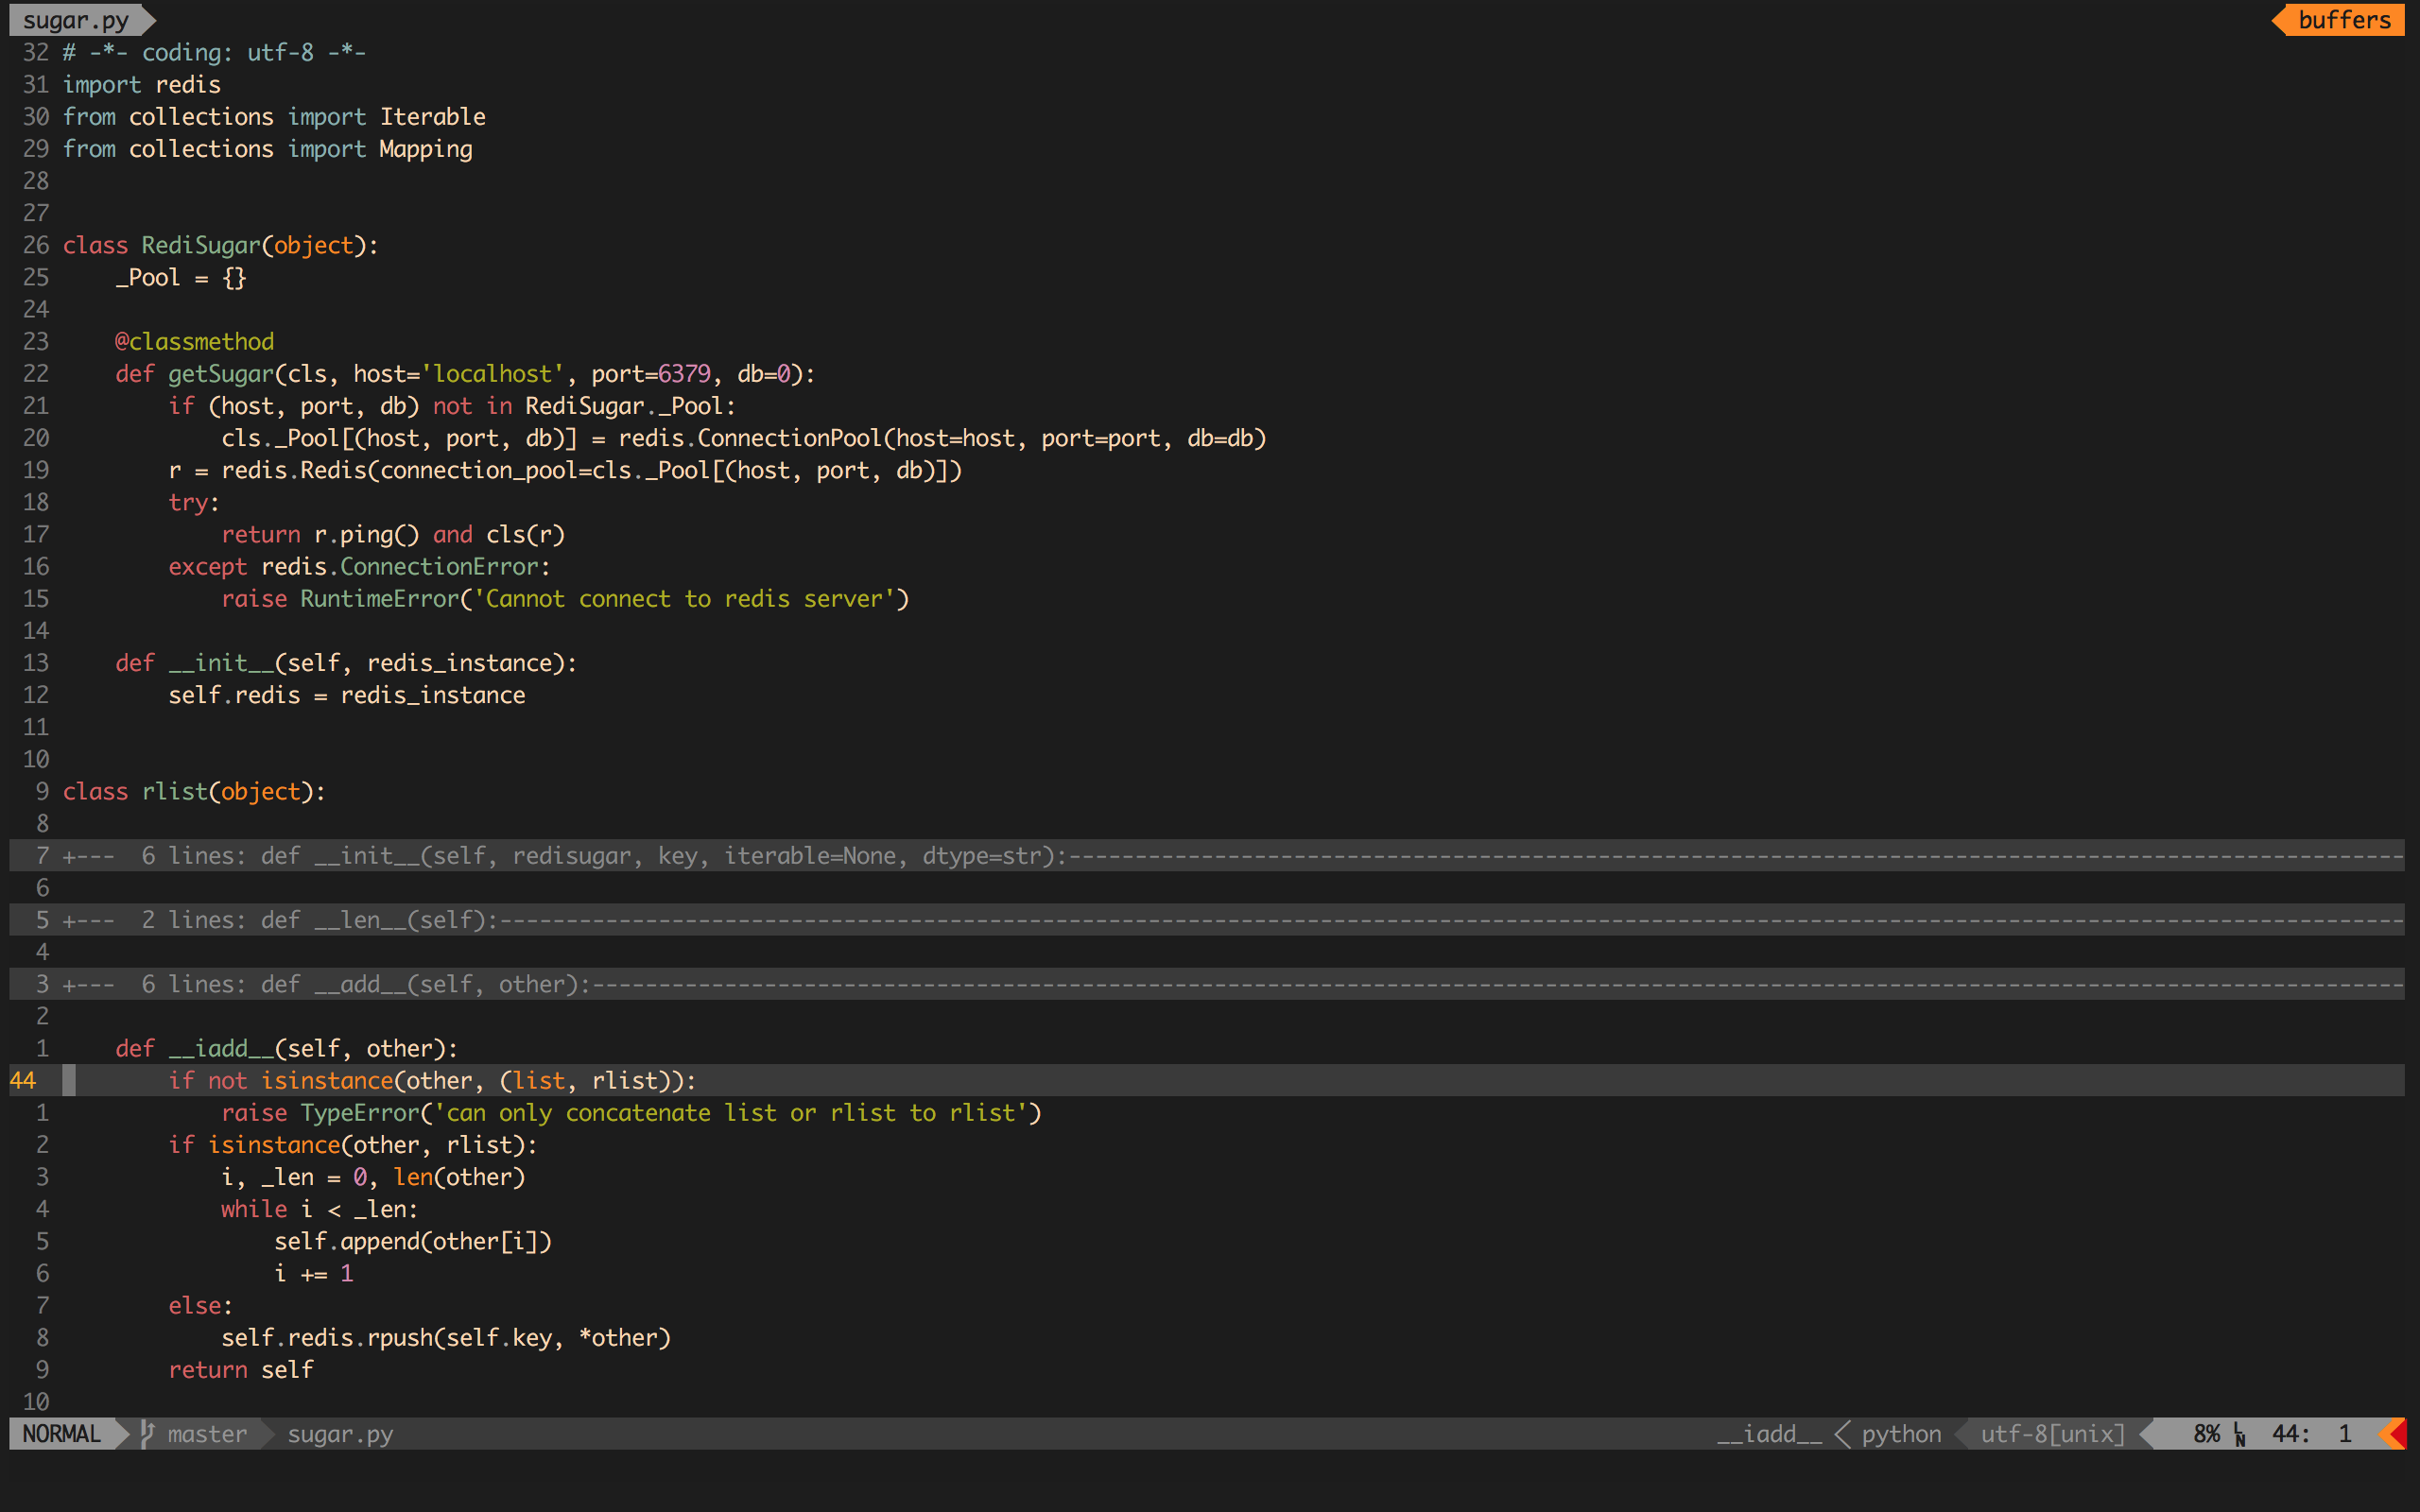 sugar.py buffers
32 # -*- coding: utf-8 -*-
31 import redis
30 from collections import Iterable
29 from collections import Mapping
28
27
26 class RediSugar(object):
25     _Pool = {}
24
23     @classmethod
22     def getSugar(cls, host='localhost', port=6379, db=0):
21         if (host, port, db) not in RediSugar._Pool:
20             cls._Pool[(host, port, db)] = redis.ConnectionPool(host=host, port=port, db=db)
19         r = redis.Redis(connection_pool=cls._Pool[(host, port, db)])
18         try:
17             return r.ping() and cls(r)
16         except redis.ConnectionError:
15             raise RuntimeError('Cannot connect to redis server')
14
13     def __init__(self, redis_instance):
12         self.redis = redis_instance
11
10
9 class rlist(object):
8
7 +---  6 lines: def __init__(self, redisugar, key, iterable=None, dtype=str):-----------------------------------------------------------------------------------------------------
6
5 +---  2 lines: def __len__(self):------------------------------------------------------------------------------------------------------------------------------------------------
4
3 +---  6 lines: def __add__(self, other):-----------------------------------------------------------------------------------------------------------------------------------------
2
1     def __iadd__(self, other):
44         if not isinstance(other, (list, rlist)):
1             raise TypeError('can only concatenate list or rlist to rlist')
2         if isinstance(other, rlist):
3             i, _len = 0, len(other)
4             while i < _len:
5                 self.append(other[i])
6                 i += 1
7         else:
8             self.redis.rpush(self.key, *other)
9         return self
10
NORMAL master sugar.py __iadd__ python utf-8[unix] 8% LN 44: 1